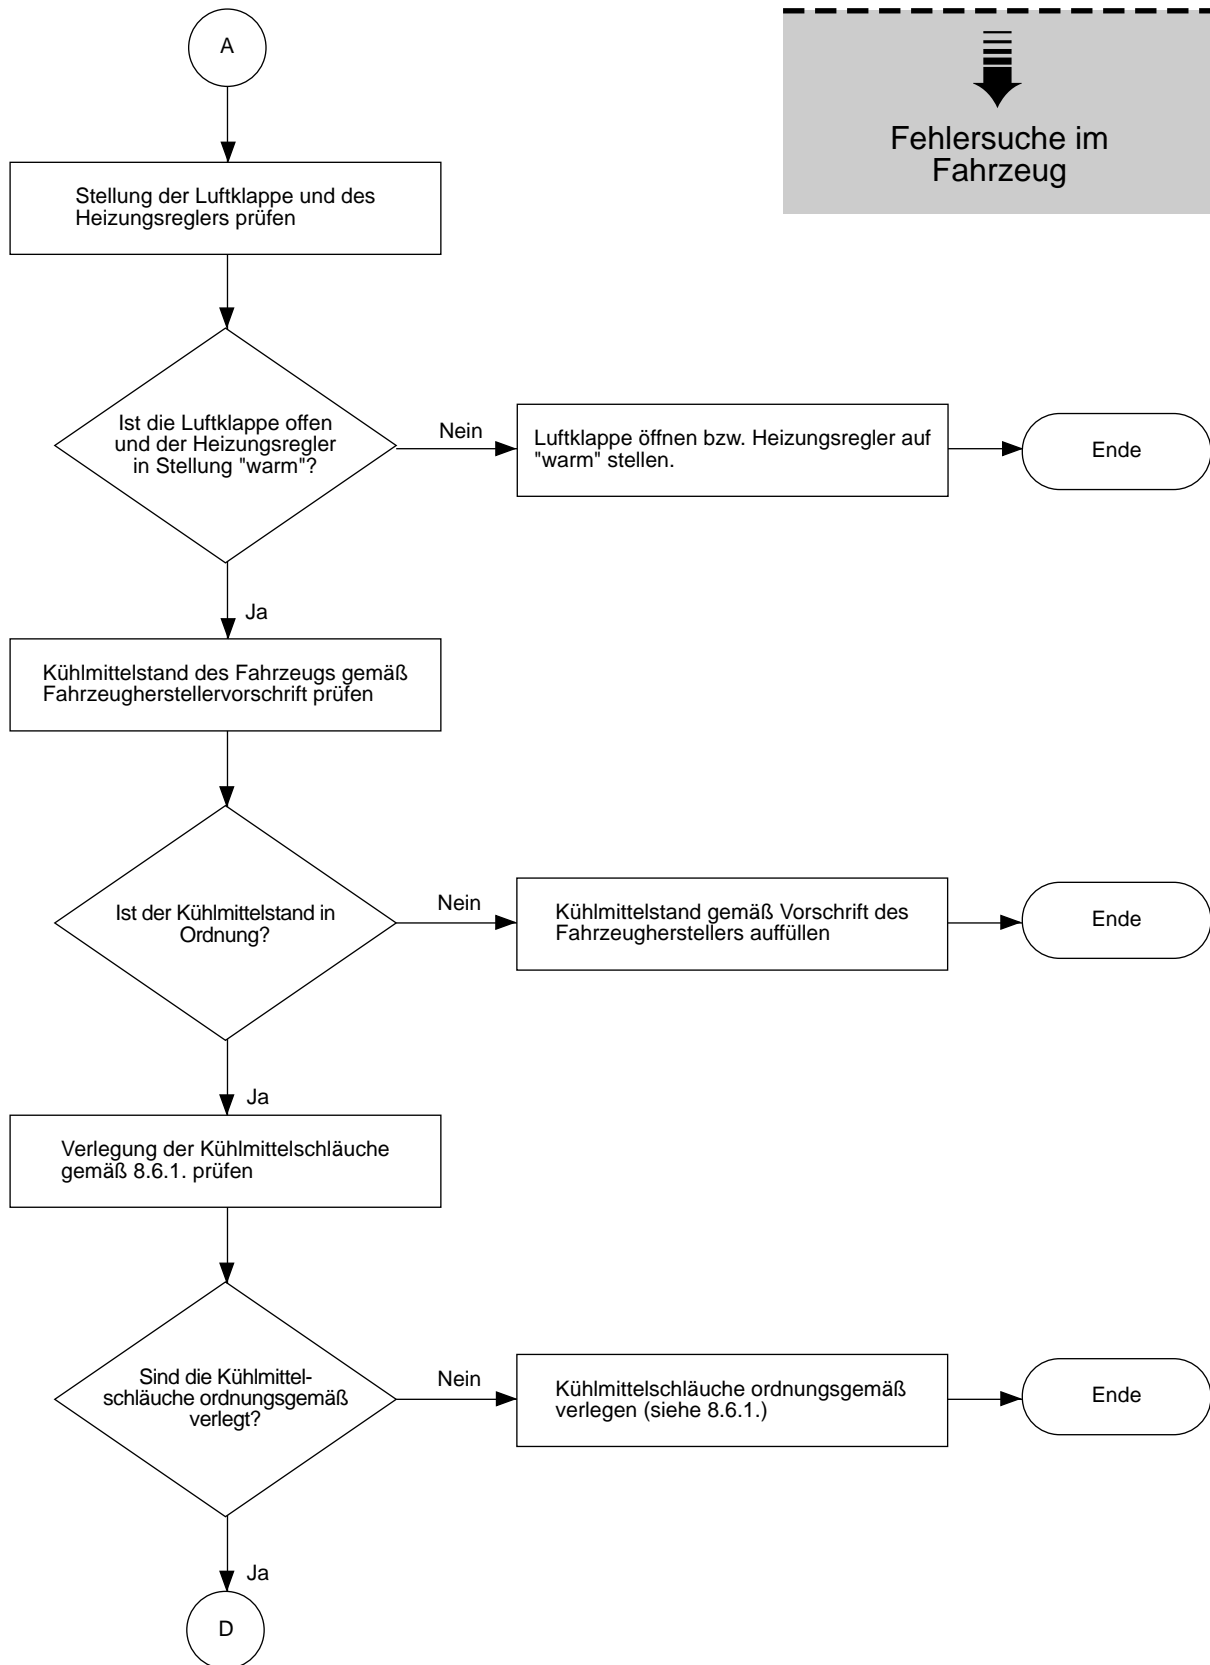 A
Fehlersuche im
Fahrzeug
Stellung der Luftklappe und des
Heizungsreglers prüfen
Ist die Luftklappe offen
und der Heizungsregler
in Stellung "warm"?
Nein
Luftklappe öffnen bzw. Heizungsregler auf
"warm" stellen.
Ende
Ja
Kühlmittelstand des Fahrzeugs gemäß
Fahrzeugherstellervorschrift prüfen
Ist der Kühlmittelstand in
Ordnung?
Nein
Kühlmittelstand gemäß Vorschrift des
Fahrzeugherstellers auffüllen
Ende
Ja
Verlegung der Kühlmittelschläuche
gemäß 8.6.1. prüfen
Sind die Kühlmittel-
schläuche ordnungsgemäß
verlegt?
Nein
Kühlmittelschläuche ordnungsgemäß
verlegen (siehe 8.6.1.)
Ende
Ja
D